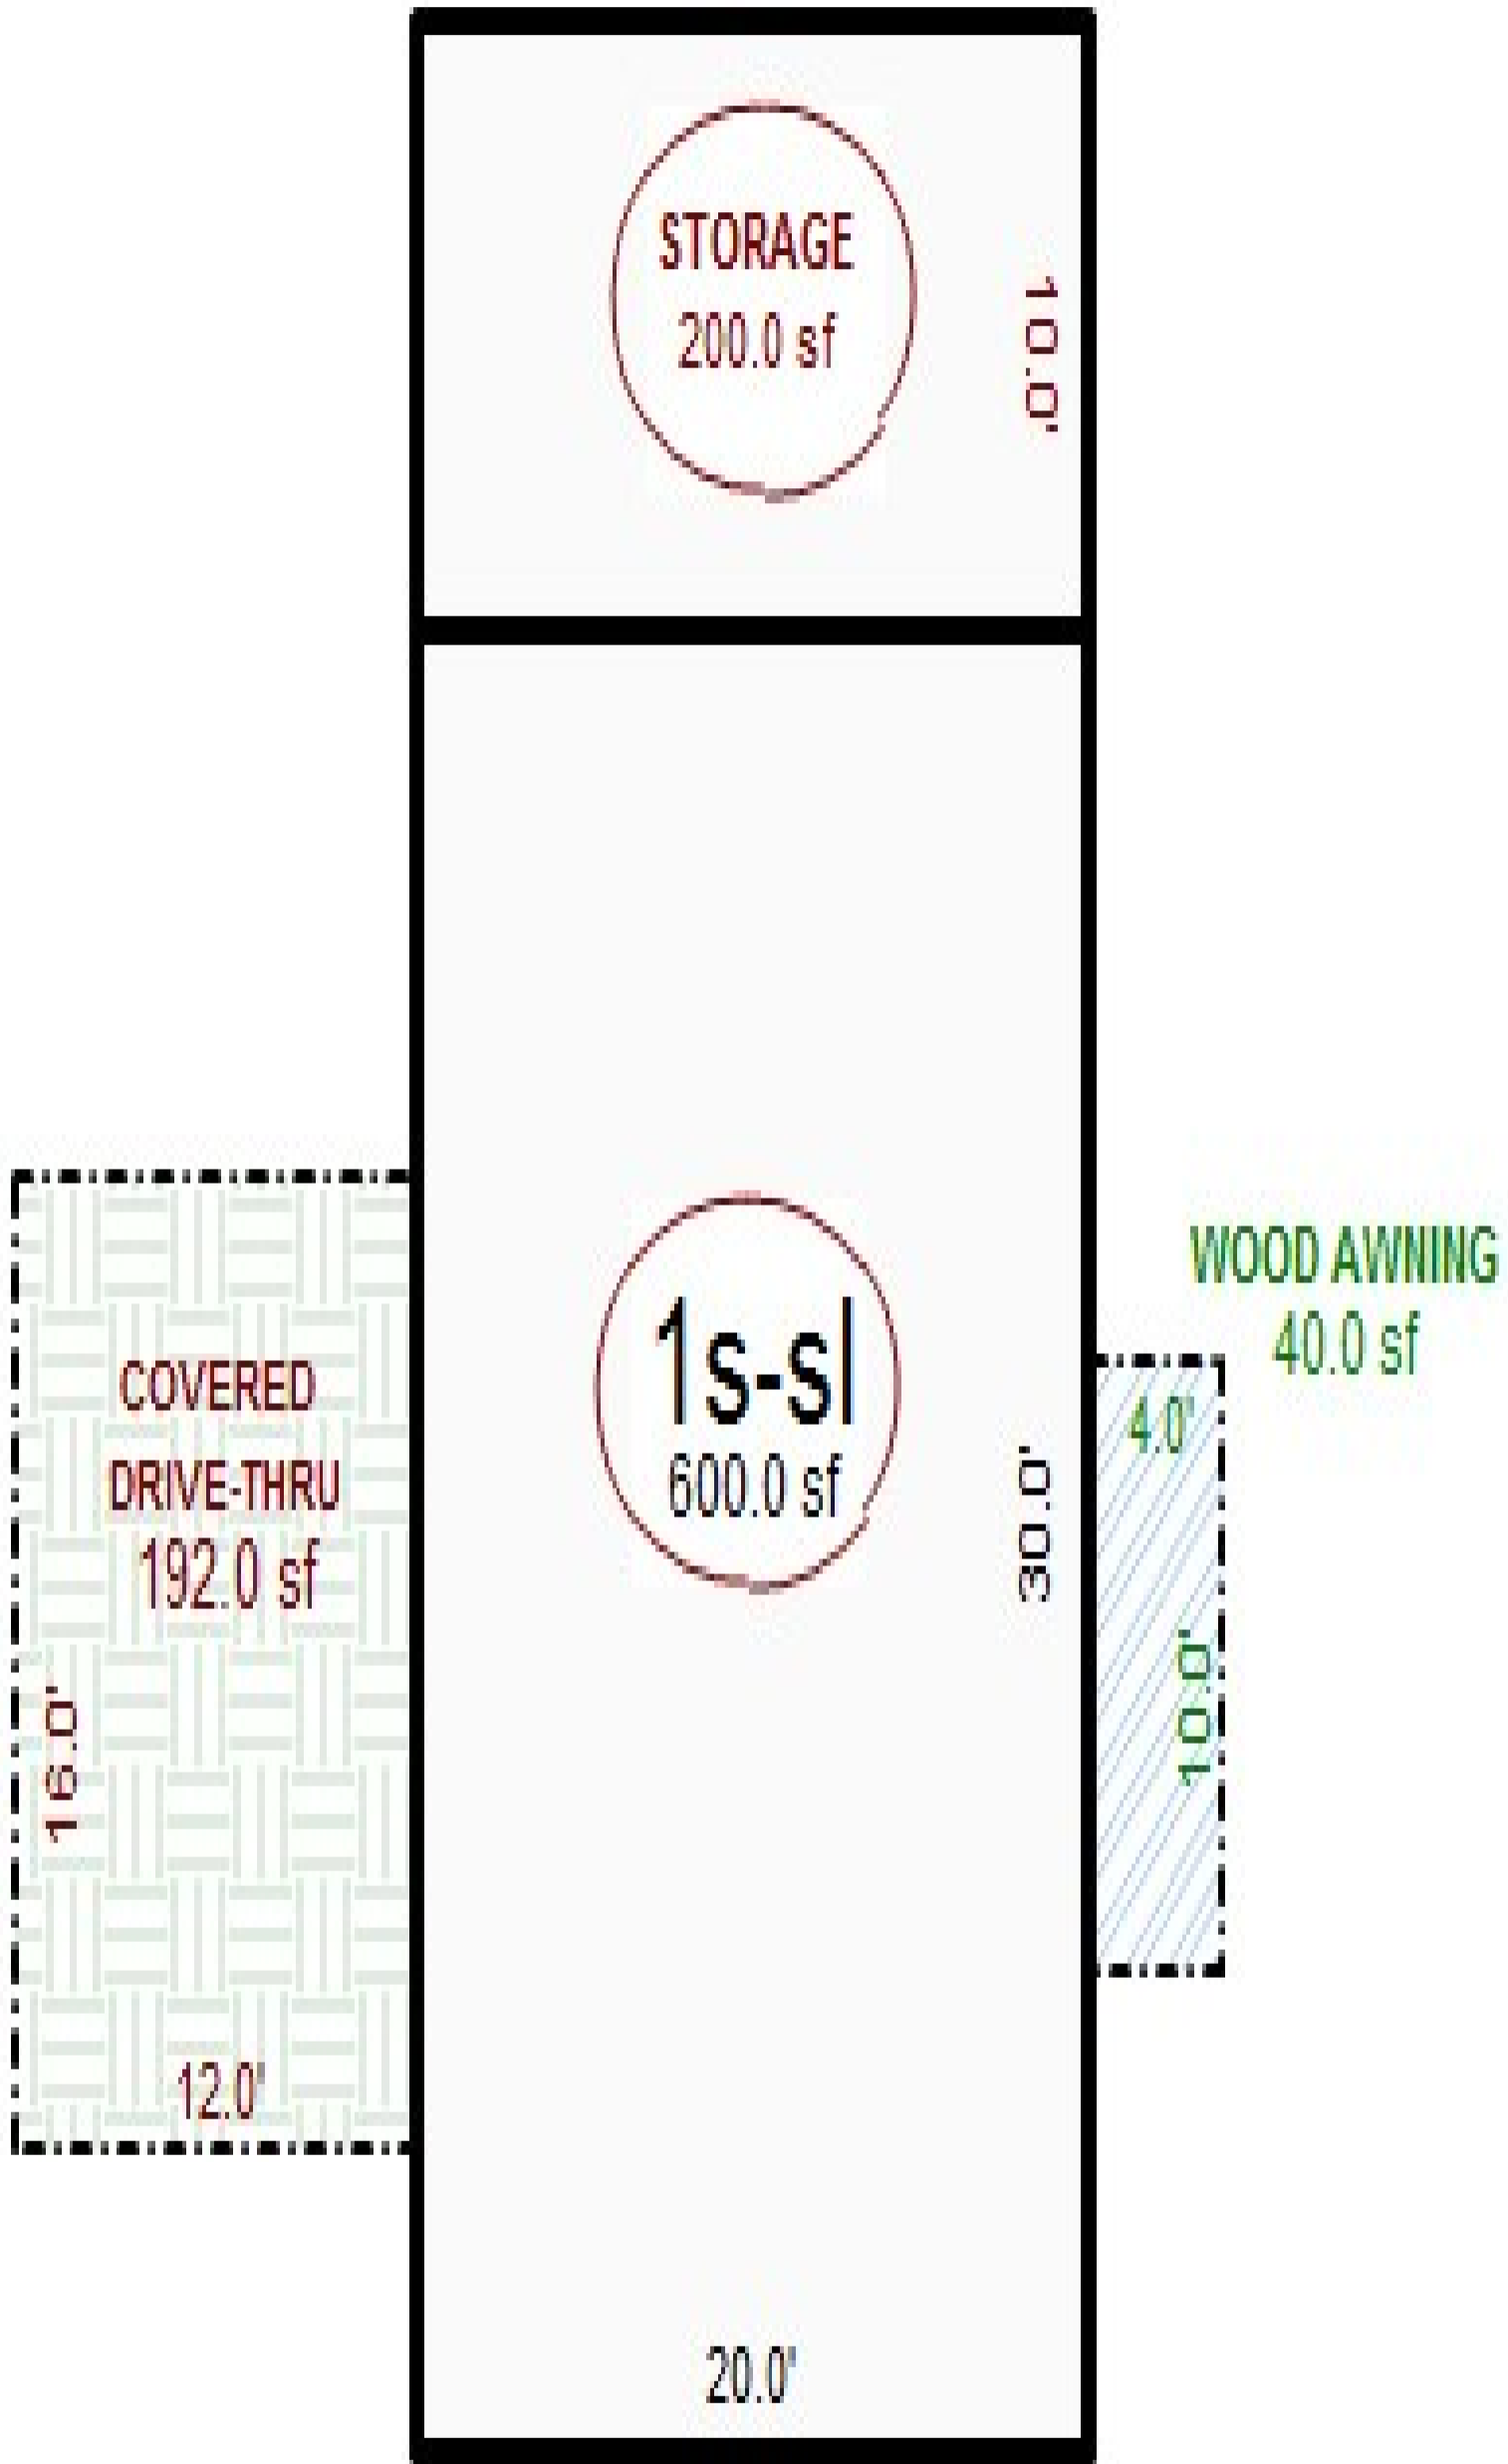 STORAGE
200.0 sf
10.0'
WOOD AWNING
40.0 sf
COVERED
DRIVE-THRU
192.0 sf
16.0'
12.0'
1s-sl
600.0 sf
30.0'
4.0'
10.0'
20.0'